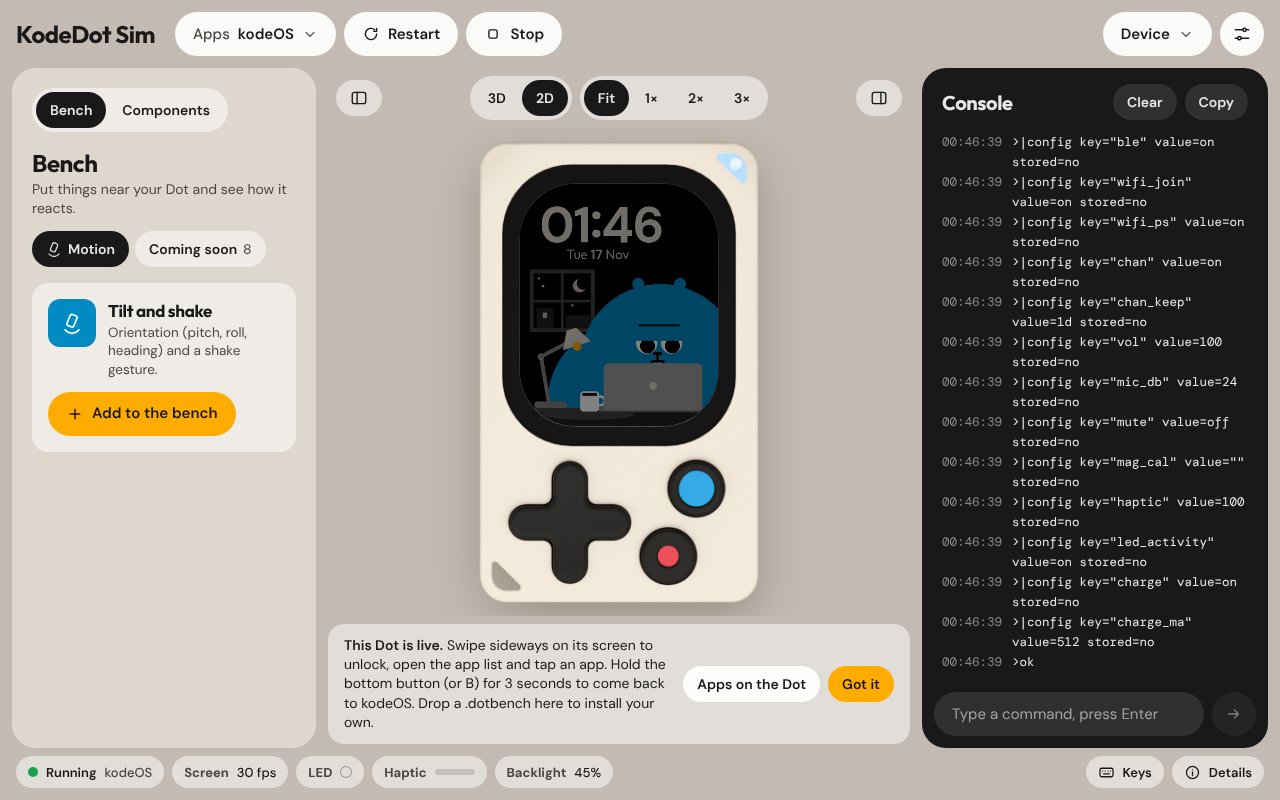 KodeDot Sim
Apps kodeOS
Restart
Stop
Device
Bench
Components
Bench
Put things near your Dot and see how it
reacts.
Motion
Coming soon 8
Tilt and shake
Orientation (pitch, roll,
heading) and a shake
gesture.
Add to the bench
3D
2D
Fit
1×
2×
3×
01:46
Tue 17 Nov
This Dot is live. Swipe sideways on its screen to
unlock, open the app list and tap an app. Hold the
bottom button (or B) for 3 seconds to come back
to kodeOS. Drop a .dotbench here to install your
own.
Apps on the Dot
Got it
Console
Clear
Copy
00:46:39 >|config key="ble" value=on
stored=no
00:46:39 >|config key="wifi_join"
value=on stored=no
00:46:39 >|config key="wifi_ps" value=on
stored=no
00:46:39 >|config key="chan" value=on
stored=no
00:46:39 >|config key="chan_keep"
value=1d stored=no
00:46:39 >|config key="vol" value=100
stored=no
00:46:39 >|config key="mic_db" value=24
stored=no
00:46:39 >|config key="mute" value=off
stored=no
00:46:39 >|config key="mag_cal" value=""
stored=no
00:46:39 >|config key="haptic" value=100
stored=no
00:46:39 >|config key="led_activity"
value=on stored=no
00:46:39 >|config key="charge" value=on
stored=no
00:46:39 >|config key="charge_ma"
value=512 stored=no
00:46:39 >ok
Type a command, press Enter
Running kodeOS
Screen 30 fps
LED
Haptic
Backlight 45%
Keys
Details